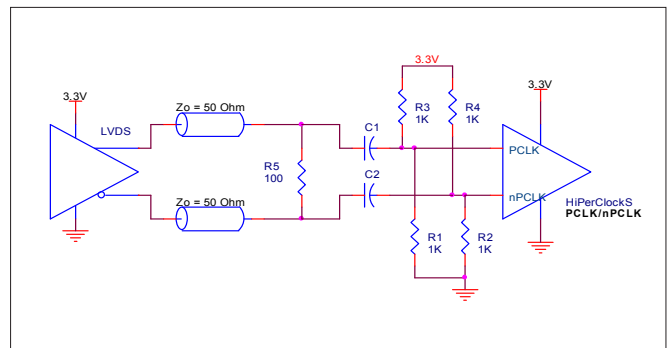 3.3V
3.3V
3.3V
Zo = 50 Ohm
LVDS
C1
R3
1K
R4
1K
PCLK
R5
100
C2
nPCLK
Zo = 50 Ohm
HiPerClockS
PCLK/nPCLK
R1
1K
R2
1K